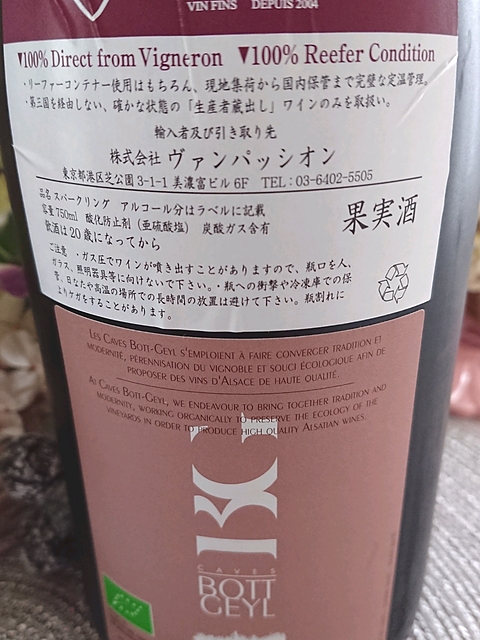 VIN FINS DEPUIS 2004
▼100% Direct from Vigneron ▼100% Reefer Condition
・リーファーコンテナー使用はもちろん、現地集荷から国内保管まで完璧な定温管理。
・第三国を経由しない、確かな状態の「生産者蔵出し」ワインのみを取扱い。
輸入者及び引き取り先
株式会社 ヴァンパッシオン
東京都港区芝公園3-1-1 美濃富ビル 6F TEL : 03-6402-5505
品名 スパークリング アルコール分はラベルに記載
容量 750ml 酸化防止剤(亜硫酸塩) 炭酸ガス含有
飲酒は20歳になってから
果実酒
ご注意 ・ガス圧でワインが噴き出すことがありますので、瓶口を人、
ガラス、照明器具等に向けないで下さい。・瓶への衝撃や冷凍庫での保
管、日なたや高温の場所での長時間の放置は避けて下さい。瓶割れに
よりケガをすることがあります。
LES CAVES BOTT-GEYL S'EMPLOIENT À FAIRE CONVERGER TRADITION ET
MODERNITÉ, PERENNISATION DU VIGNOBLE ET SOUCI ÉCOLOGIQUE AFIN DE
PROPOSER DES VINS D'ALSACE DE HAUTE QUALITÉ.
AT CAVES BOTT-GEYL, WE ENDEAVOUR TO BRING TOGETHER TRADITION AND
MODERNITY, WORKING ORGANICALLY TO PRESERVE THE ECOLOGY OF THE
VINEYARDS IN ORDER TO PRODUCE HIGH QUALITY ALSATIAN WINES.
CAVES
BOTT
GEYL